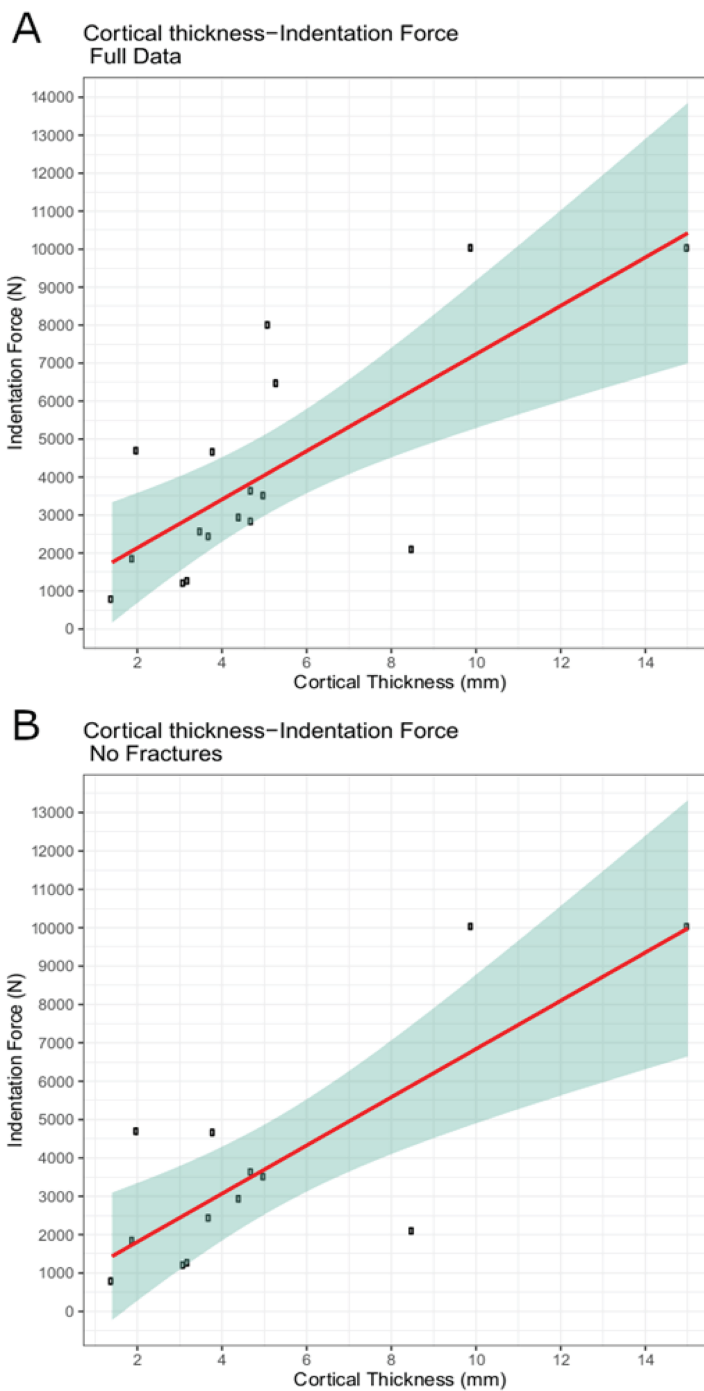 A
Cortical thickness−Indentation Force
Full Data
14000
13000
12000
11000
10000
9000
8000
7000
6000
5000
4000
3000
2000
1000
0
Indentation Force (N)
2 4 6 8 10 12 14
Cortical Thickness (mm)
B
Cortical thickness−Indentation Force
No Fractures
13000
12000
11000
10000
9000
8000
7000
6000
5000
4000
3000
2000
1000
0
Indentation Force (N)
2 4 6 8 10 12 14
Cortical Thickness (mm)